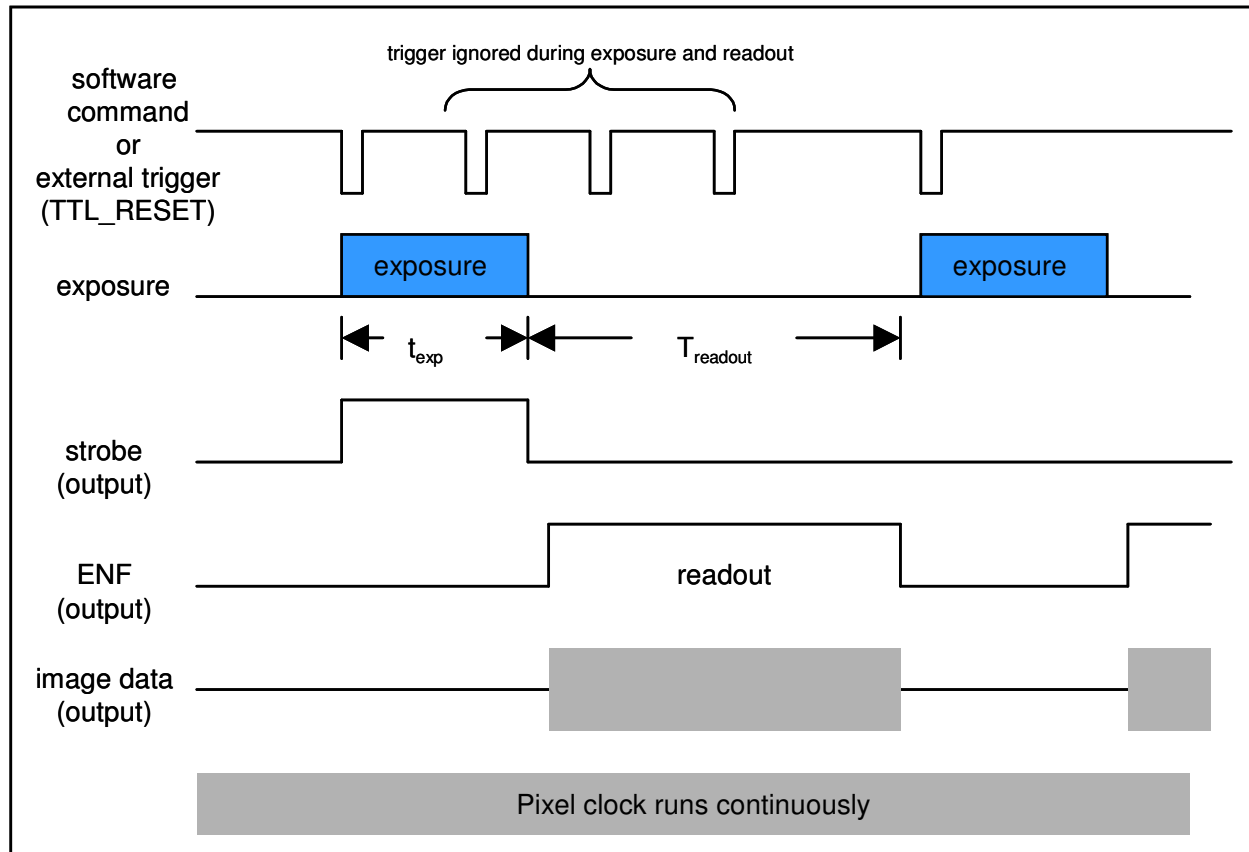 trigger ignored during exposure and readout
software
command
or
external trigger
(TTL_RESET)
exposure
exposure
exposure
texp
Treadout
strobe
(output)
ENF
(output)
readout
image data
(output)
Pixel clock runs continuously